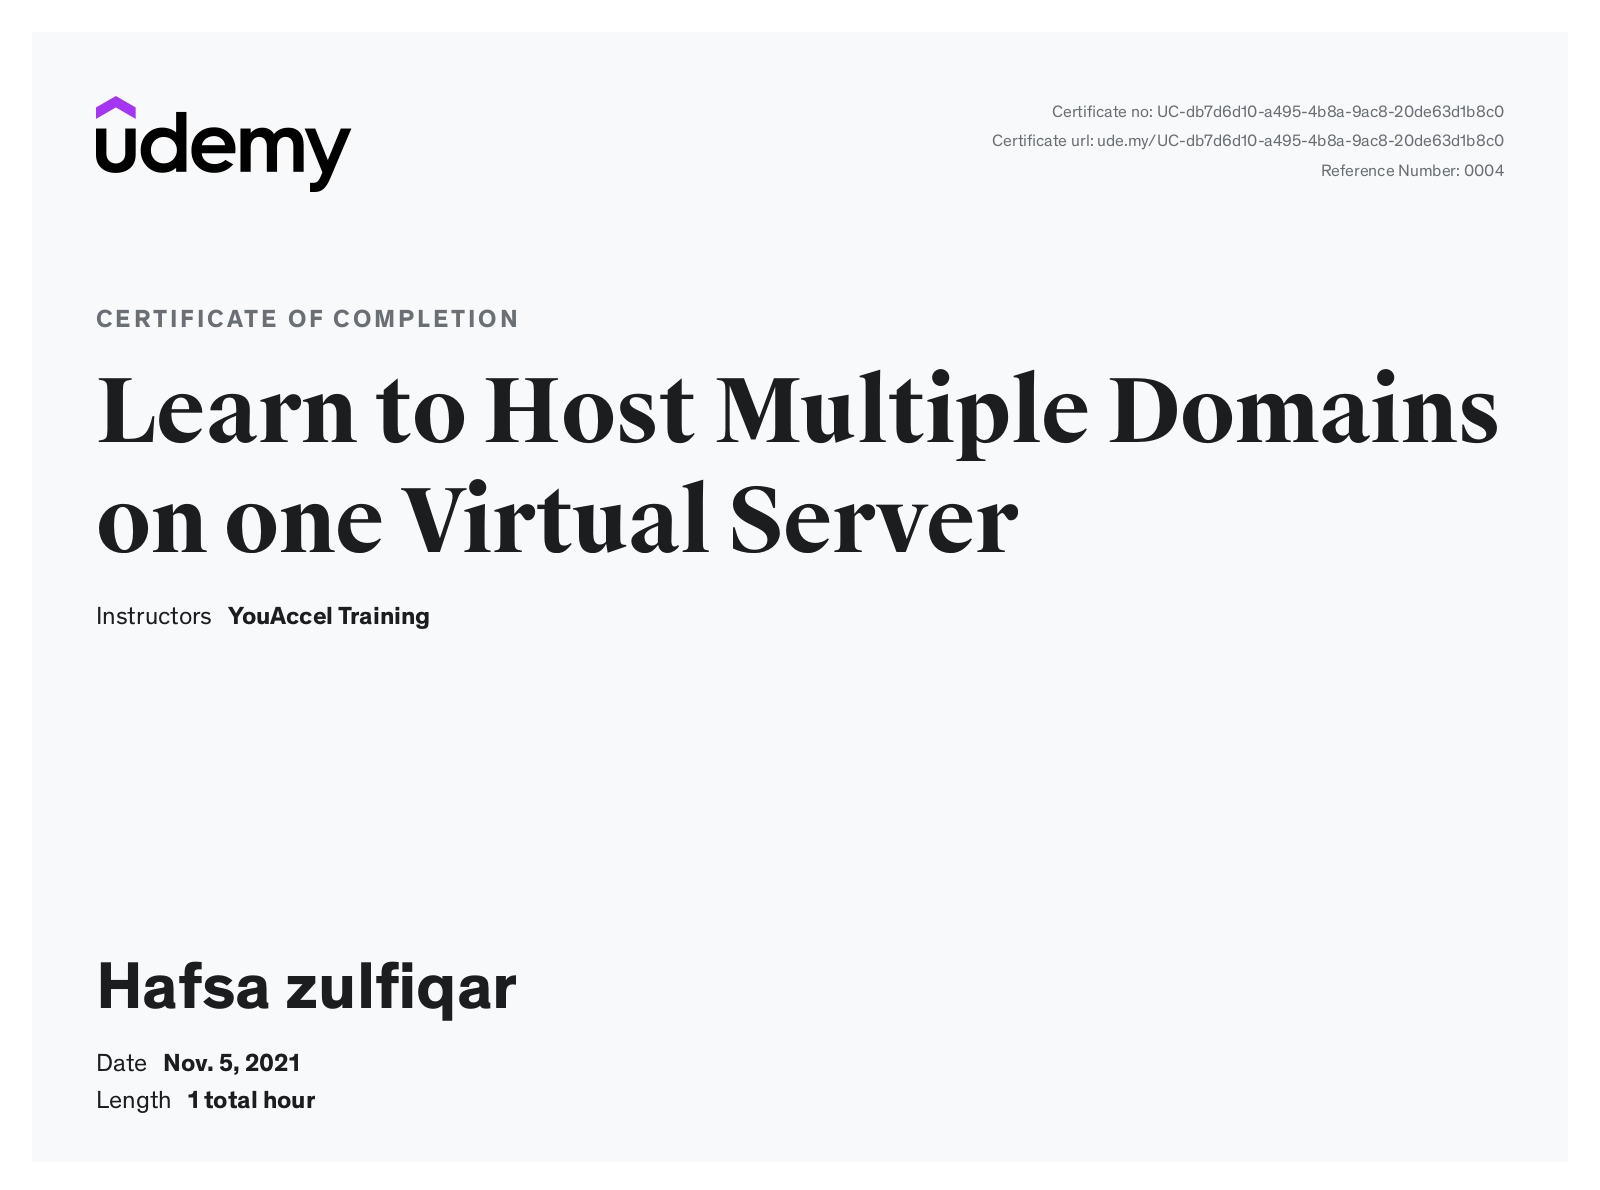 udemy
Certificate no: UC-db7d6d10-a495-4b8a-9ac8-20de63d1b8c0
Certificate url: ude.my/UC-db7d6d10-a495-4b8a-9ac8-20de63d1b8c0
Reference Number: 0004
CERTIFICATE OF COMPLETION
Learn to Host Multiple Domains
on one Virtual Server
Instructors YouAccel Training
Hafsa zulfiqar
Date Nov. 5, 2021
Length 1 total hour